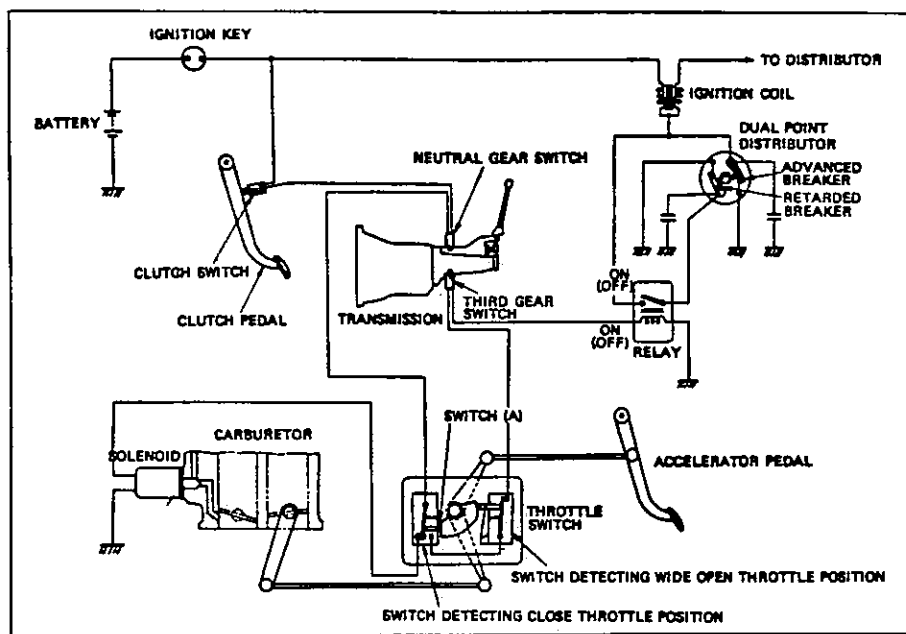 IGNITION KEY
TO DISTRIBUTOR
IGNITION COIL
BATTERY
DUAL POINT
DISTRIBUTOR
NEUTRAL GEAR SWITCH
ADVANCED
BREAKER
RETARDED
BREAKER
CLUTCH SWITCH
ON
(OFF)
CLUTCH PEDAL
TRANSMISSION
THIRD GEAR
SWITCH
ON
(OFF)
RELAY
SWITCH (A)
CARBURETOR
SOLENOID
ACCELERATOR PEDAL
THROTTLE
SWITCH
SWITCH DETECTING WIDE OPEN THROTTLE POSITION
SWITCH DETECTING CLOSE THROTTLE POSITION